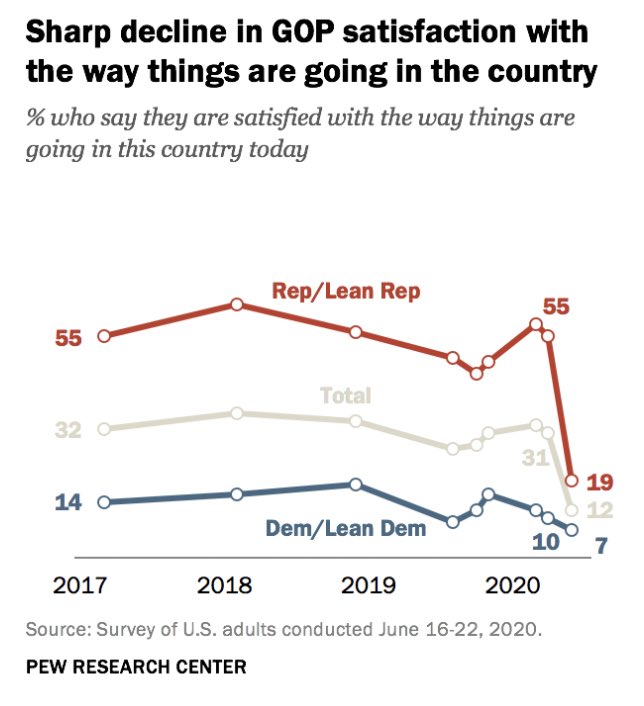 Sharp decline in GOP satisfaction with
the way things are going in the country
% who say they are satisfied with the way things are
going in this country today
Rep/Lean Rep
55
55
Total
32
31
14
Dem/Lean Dem
10
19
12
7
2017 2018 2019 2020
Source: Survey of U.S. adults conducted June 16-22, 2020.
PEW RESEARCH CENTER